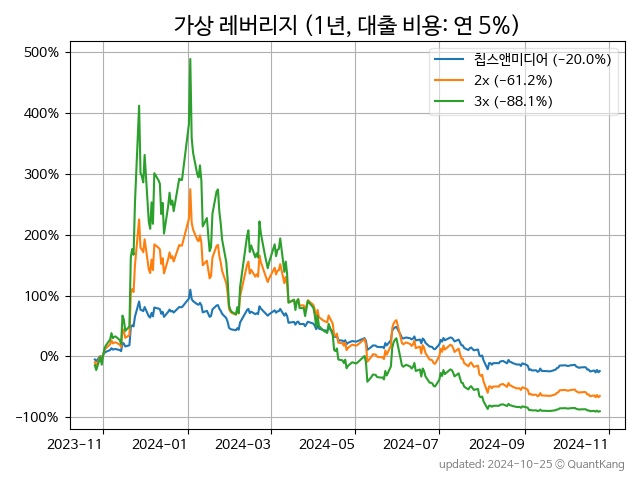 가상 레버리지 (1년, 대출 비용: 연 5%)
500%
400%
300%
200%
100%
0%
−100%
칩스앤미디어 (-20.0%)
2x (-61.2%)
3x (-88.1%)
2023-11
2024-01
2024-03
2024-05
2024-07
2024-09
2024-11
updated: 2024-10-25 © QuantKang